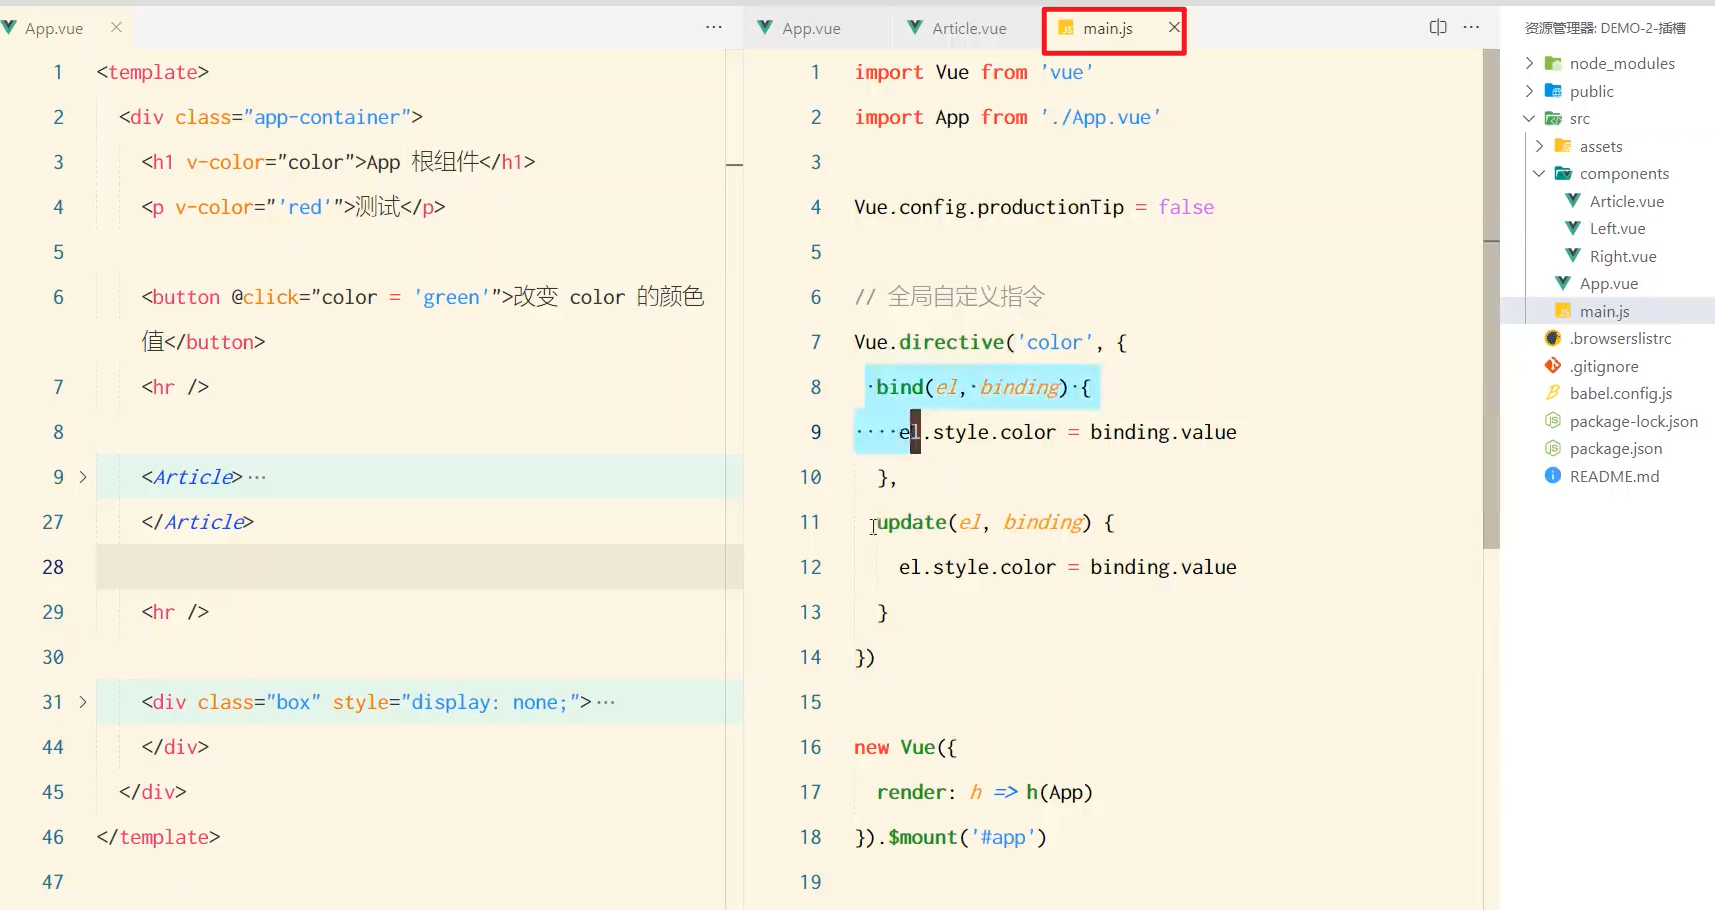 App.vue
1 <template>
2 <div class="app-container">
3 <h1 v-color="color">App 根组件</h1>
4 <p v-color="'red'">测试</p>
5
6 <button @click="color = 'green'">改变 color 的颜色
值</button>
7 <hr />
8
9 <Article>···
27 </Article>
28
29 <hr />
30
31 <div class="box" style="display: none;">···
44 </div>
45 </div>
46 </template>
47
App.vue Article.vue main.js
1 import Vue from 'vue'
2 import App from './App.vue'
3
4 Vue.config.productionTip = false
5
6 // 全局自定义指令
7 Vue.directive('color', {
8 bind(el, binding) {
9 el.style.color = binding.value
10 },
11 update(el, binding) {
12 el.style.color = binding.value
13 }
14 })
15
16 new Vue({
17 render: h => h(App)
18 }).$mount('#app')
19
资源管理器: DEMO-2-插槽
node_modules
public
src
assets
components
Article.vue
Left.vue
Right.vue
App.vue
main.js
.browserslistrc
.gitignore
babel.config.js
package-lock.json
package.json
README.md